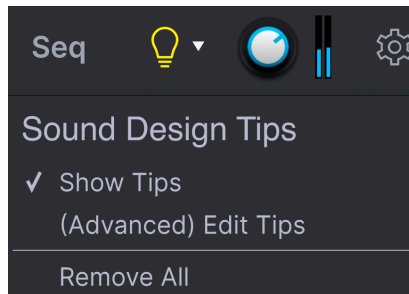 Seq
Sound Design Tips
✓ Show Tips
(Advanced) Edit Tips
Remove All